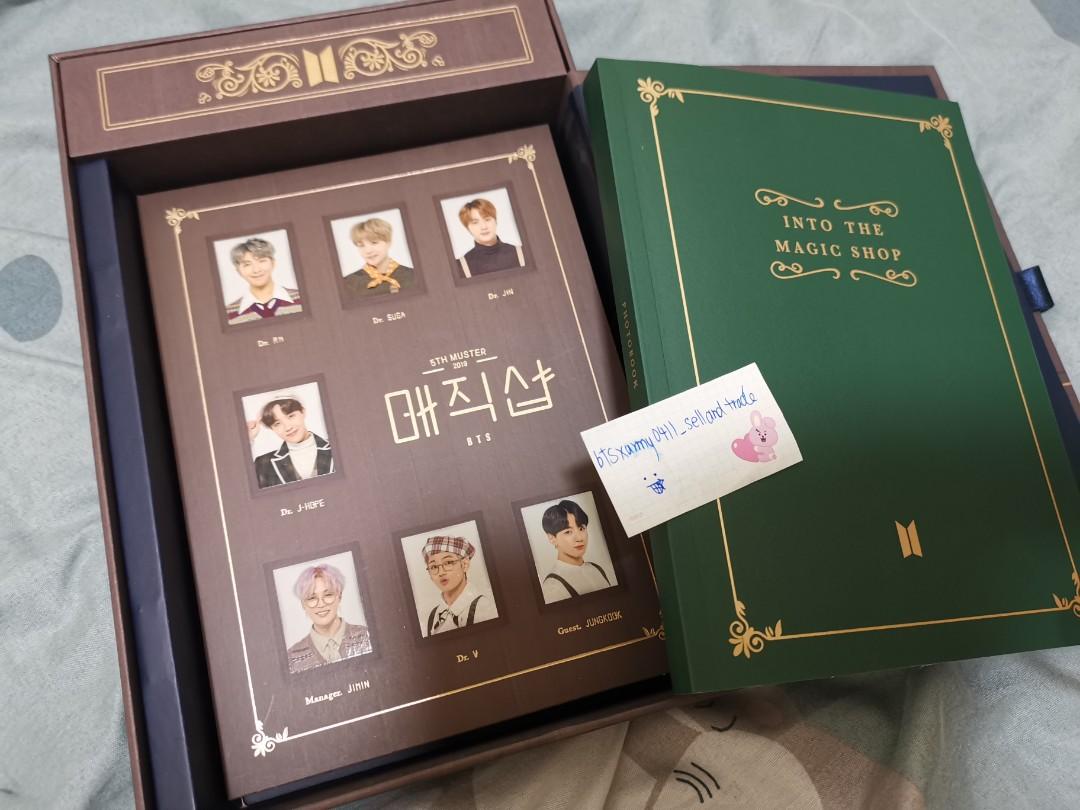 Dr. RM
Dr. SUGA
Dr. JIN
5TH MUSTER
2019
매직샵
BTS
Dr. J-HOPE
Manager. JIMIN
Dr. V
Guest. JUNGKOOK
PHOTOBOOK
INTO THE
MAGIC SHOP
btsxarmy0411_sell and trade